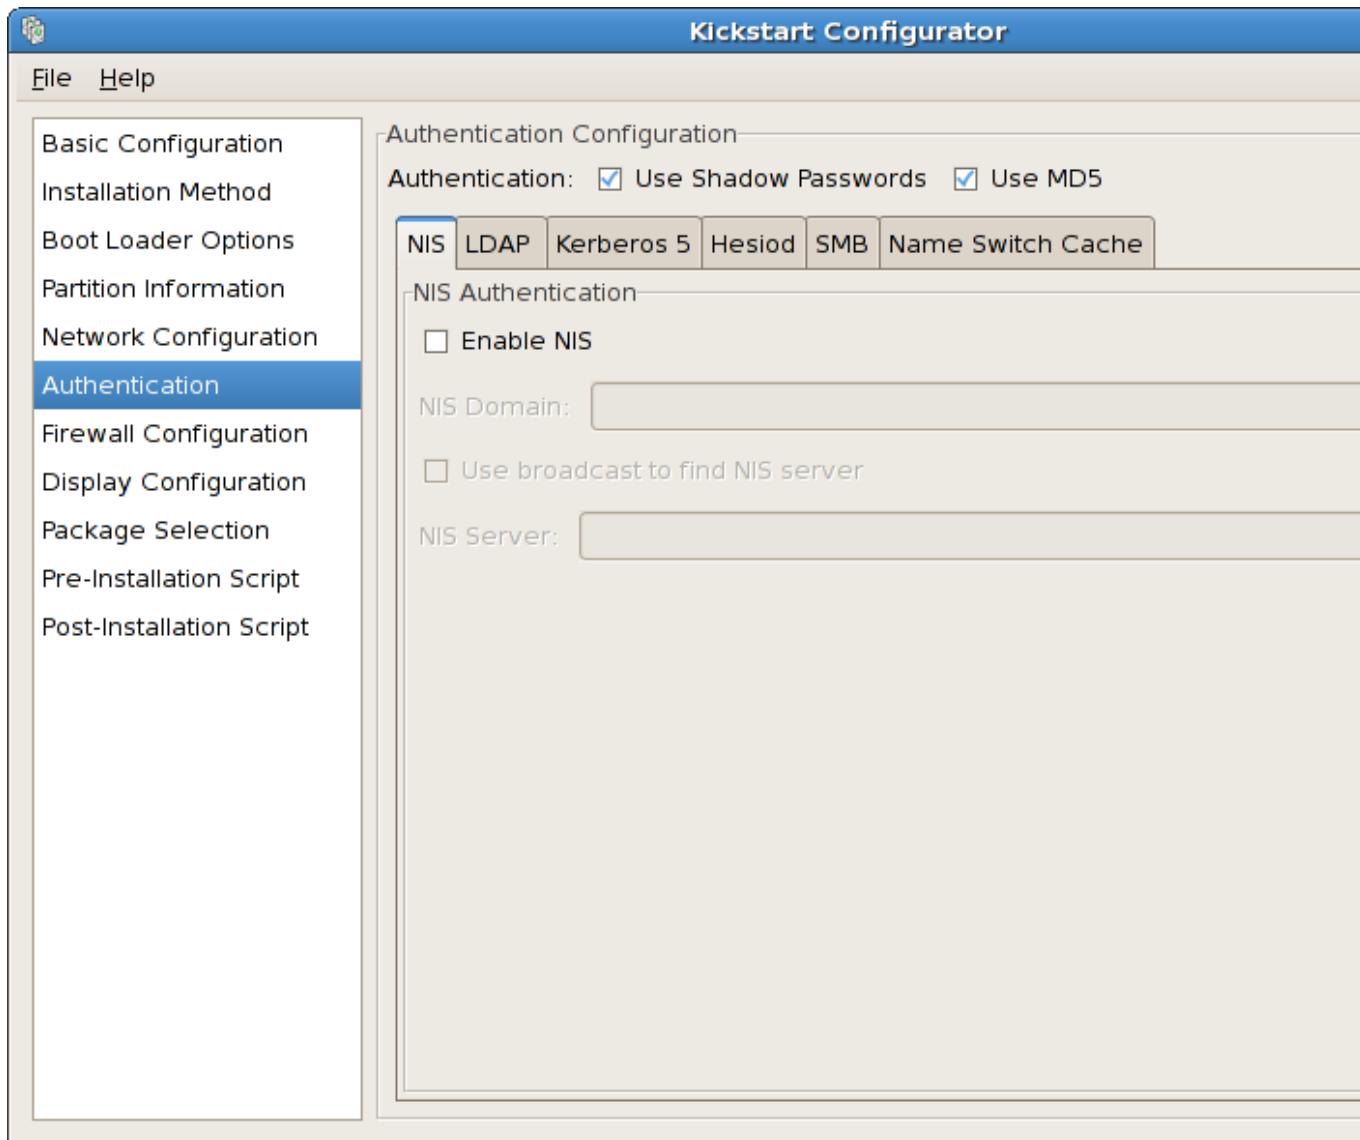 Kickstart Configurator
File Help
Basic Configuration
Installation Method
Boot Loader Options
Partition Information
Network Configuration
Authentication
Firewall Configuration
Display Configuration
Package Selection
Pre-Installation Script
Post-Installation Script
Authentication Configuration
Authentication: Use Shadow Passwords Use MD5
NIS LDAP Kerberos 5 Hesiod SMB Name Switch Cache
NIS Authentication
Enable NIS
NIS Domain:
Use broadcast to find NIS server
NIS Server: